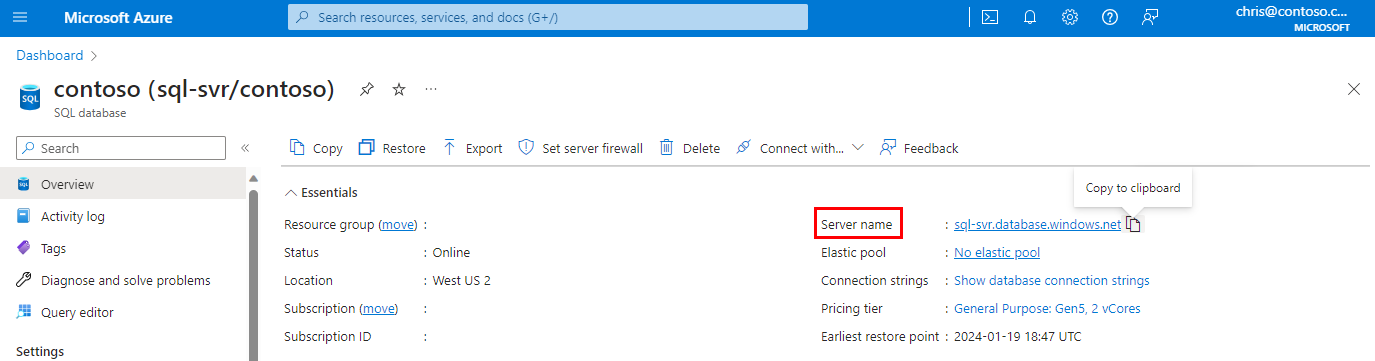 Microsoft Azure
Search resources, services, and docs (G+/)
chris@contoso.c...
MICROSOFT
Dashboard
contoso (sql-svr/contoso)
SQL
SQL database
Search
Copy
Restore
Export
Set server firewall
Delete
Connect with...
Feedback
Overview
Activity log
Tags
Diagnose and solve problems
Query editor
Settings
Essentials
Copy to clipboard
Resource group (move) :
Server name : sql-svr.database.windows.net
Status : Online
Elastic pool : No elastic pool
Location : West US 2
Connection strings : Show database connection strings
Subscription (move) :
Pricing tier : General Purpose: Gen5, 2 vCores
Subscription ID :
Earliest restore point : 2024-01-19 18:47 UTC